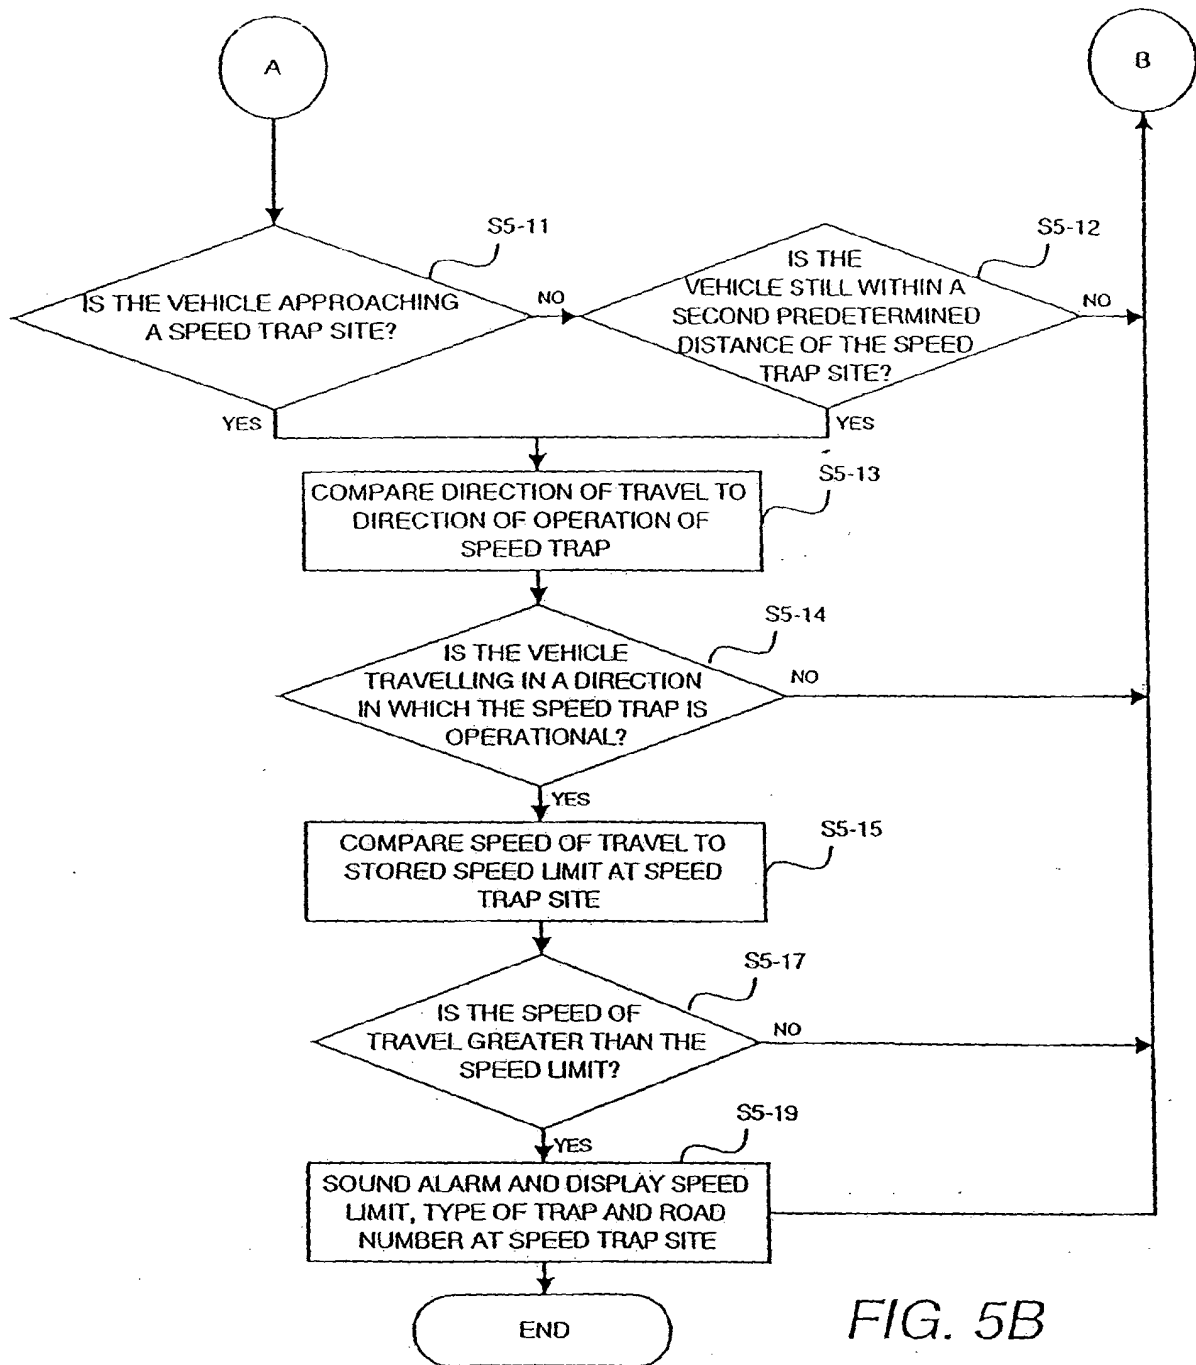 A
B
S5-11
IS THE VEHICLE APPROACHING
A SPEED TRAP SITE?
NO
YES
S5-12
IS THE
VEHICLE STILL WITHIN A
SECOND PREDETERMINED
DISTANCE OF THE SPEED
TRAP SITE?
NO
YES
S5-13
COMPARE DIRECTION OF TRAVEL TO
DIRECTION OF OPERATION OF
SPEED TRAP
S5-14
IS THE VEHICLE
TRAVELLING IN A DIRECTION
IN WHICH THE SPEED TRAP IS
OPERATIONAL?
NO
YES
S5-15
COMPARE SPEED OF TRAVEL TO
STORED SPEED LIMIT AT SPEED
TRAP SITE
S5-17
IS THE SPEED OF
TRAVEL GREATER THAN THE
SPEED LIMIT?
NO
YES
S5-19
SOUND ALARM AND DISPLAY SPEED
LIMIT, TYPE OF TRAP AND ROAD
NUMBER AT SPEED TRAP SITE
END
FIG. 5B